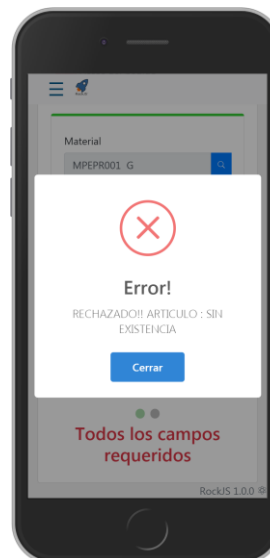 Material
MPEPR001 G
Error!
RECHAZADO!! ARTICULO : SIN
EXISTENCIA
Cerrar
Todos los campos
requeridos
RockJS 1.0.0